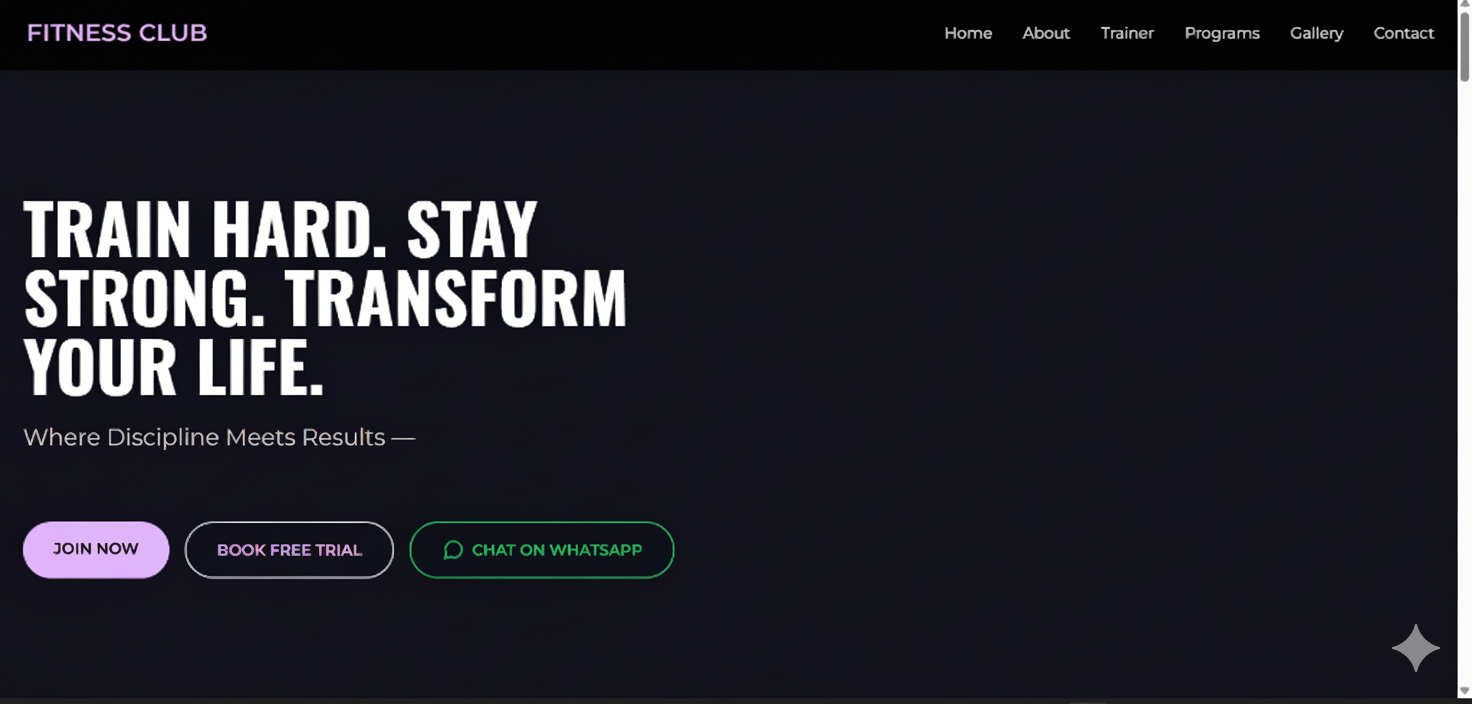 FITNESS CLUB
Home About Trainer Programs Gallery Contact
TRAIN HARD. STAY
STRONG. TRANSFORM
YOUR LIFE.
Where Discipline Meets Results —
JOIN NOW
BOOK FREE TRIAL
CHAT ON WHATSAPP